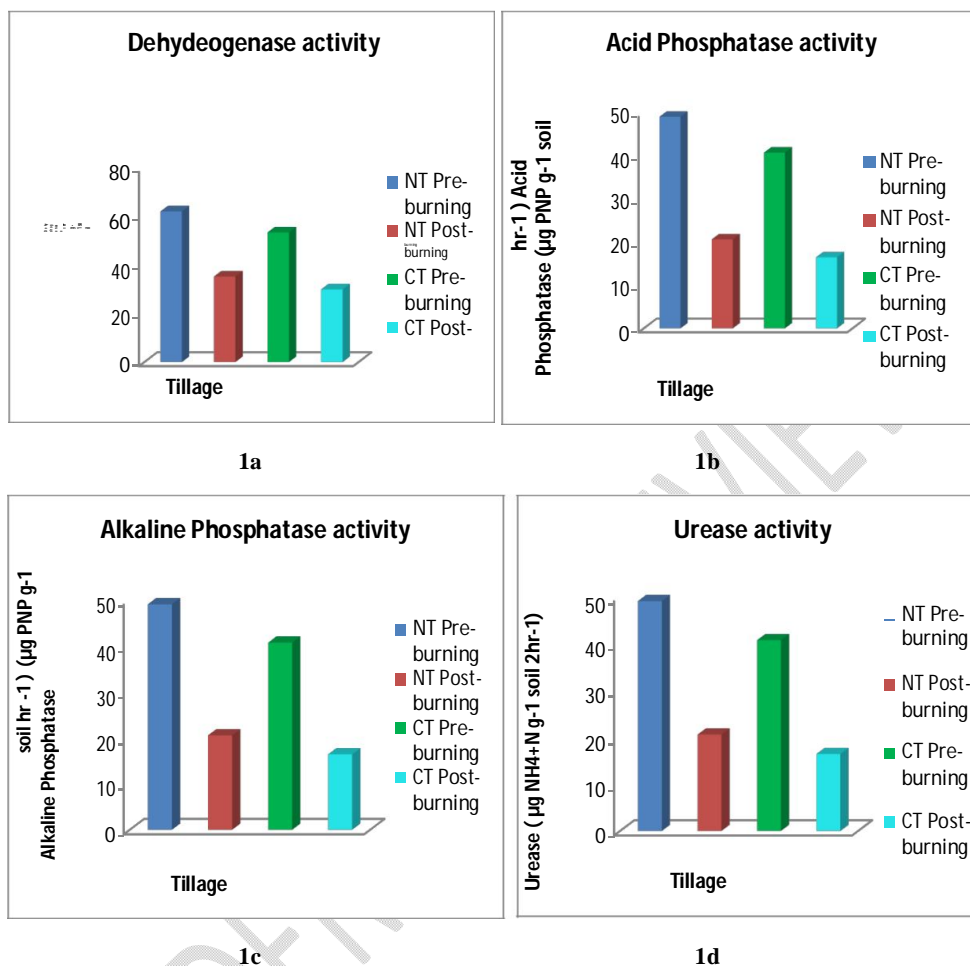 Dehydeogenase activity
80
60
40
20
0
NT Pre-
burning
NT Post-
burning
CT Pre-
burning
CT Post-
Tillage
1a
Acid Phosphatase activity
hr-1 ) Acid
Phosphatase (µg PNP g-1 soil
50
40
30
20
10
0
NT Pre-
burning
NT Post-
burning
CT Pre-
burning
CT Post-
burning
Tillage
1b
Alkaline Phosphatase activity
soil hr -1) (µg PNP g-1
Alkaline Phosphatase
50
40
30
20
10
0
NT Pre-
burning
NT Post-
burning
CT Pre-
burning
CT Post-
burning
Tillage
1c
Urease activity
Urease ( µg NH4+N g-1 soil 2hr-1)
50
40
30
20
10
0
NT Pre-
burning
NT Post-
burning
CT Pre-
burning
CT Post-
burning
Tillage
1d